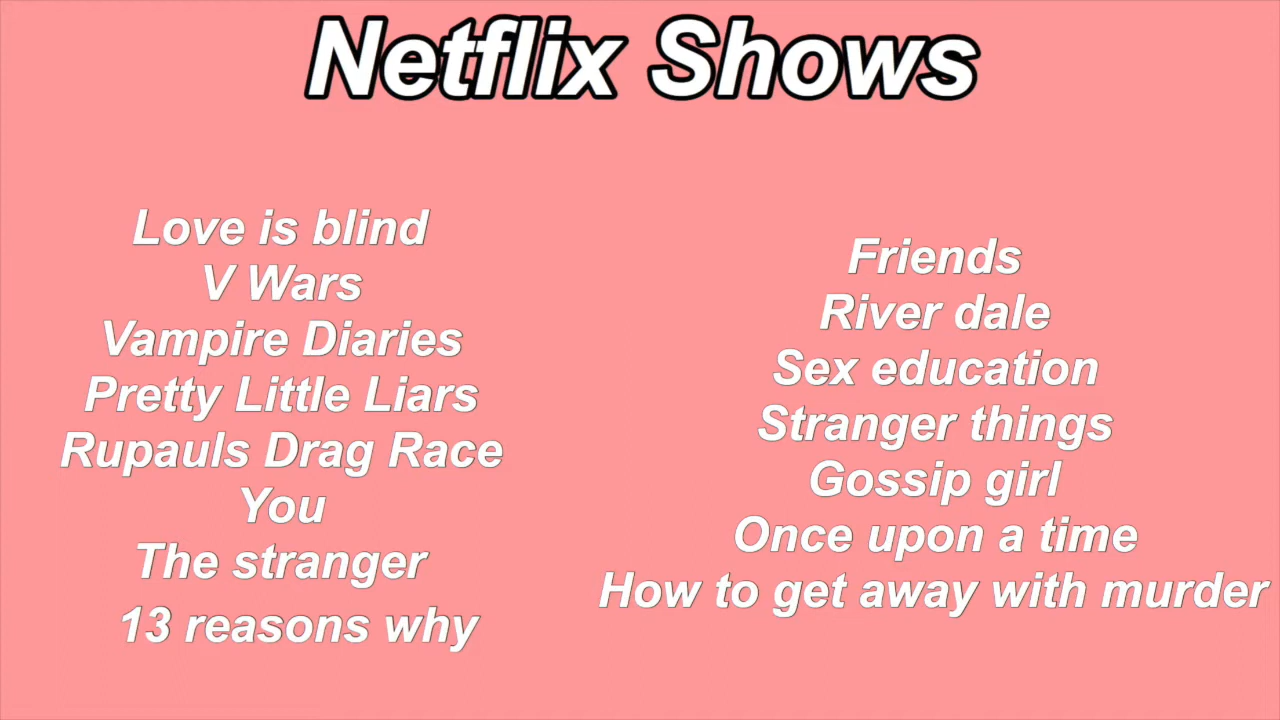 Netflix Shows
Love is blind
V Wars
Vampire Diaries
Pretty Little Liars
Rupauls Drag Race
You
The stranger
13 reasons why
Friends
River dale
Sex education
Stranger things
Gossip girl
Once upon a time
How to get away with murder